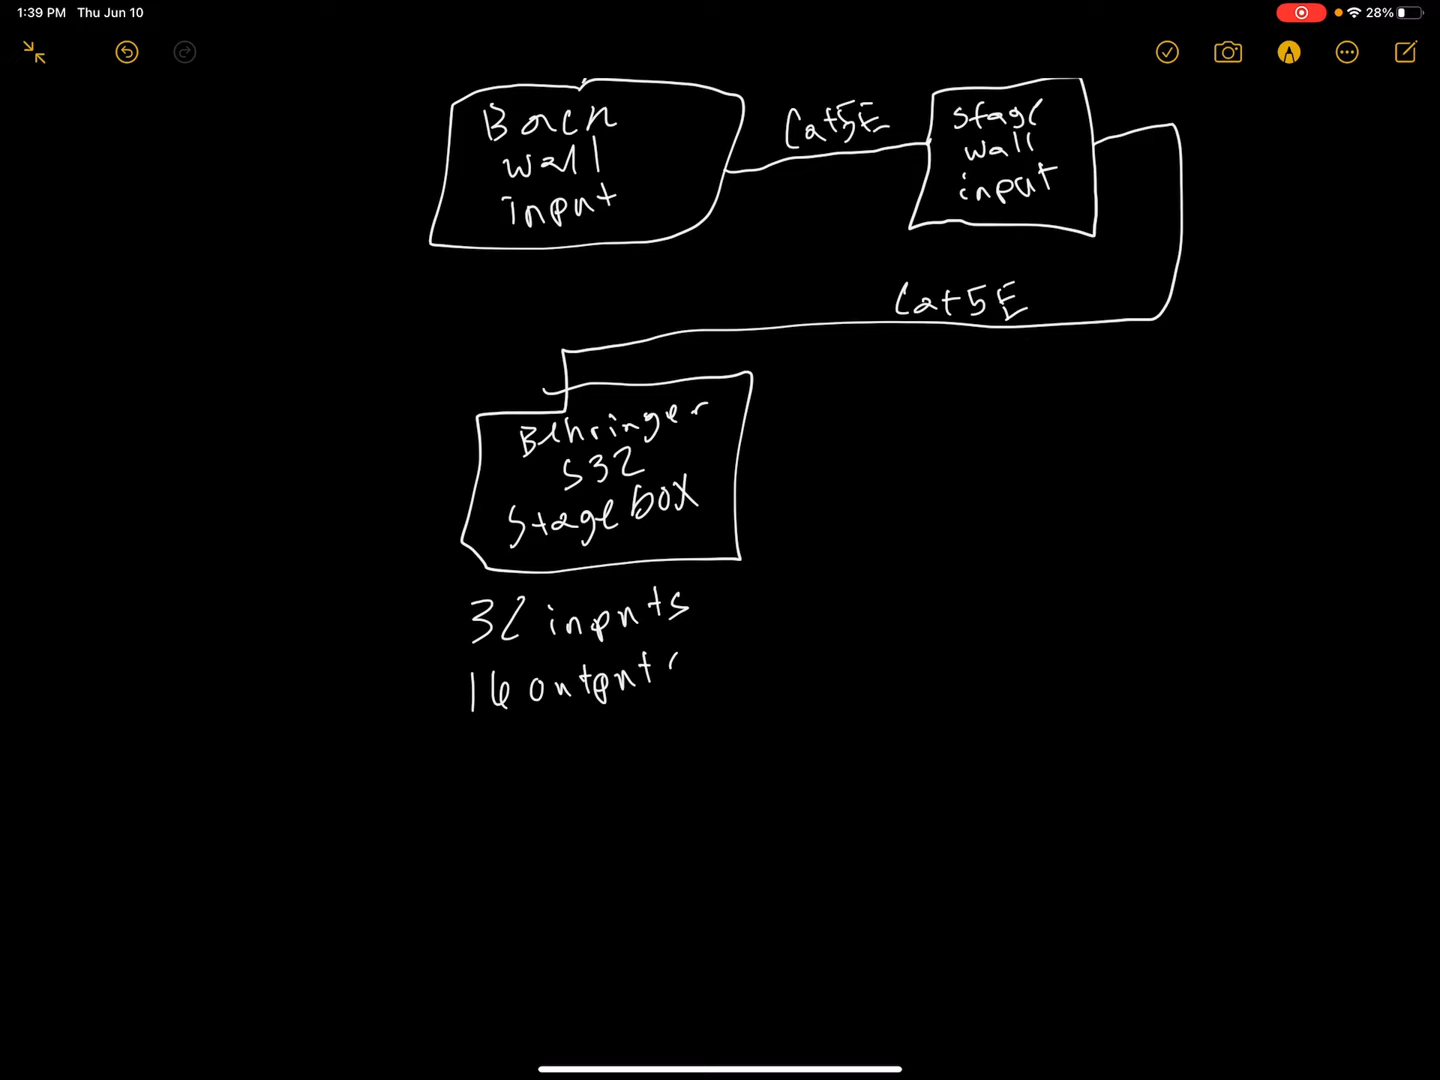 1:39 PM Thu Jun 10
28%
Back
wall
input
Cat5E
stage
wall
input
Cat5E
Behringer
S32
stage box
32 inputs
16 outputs